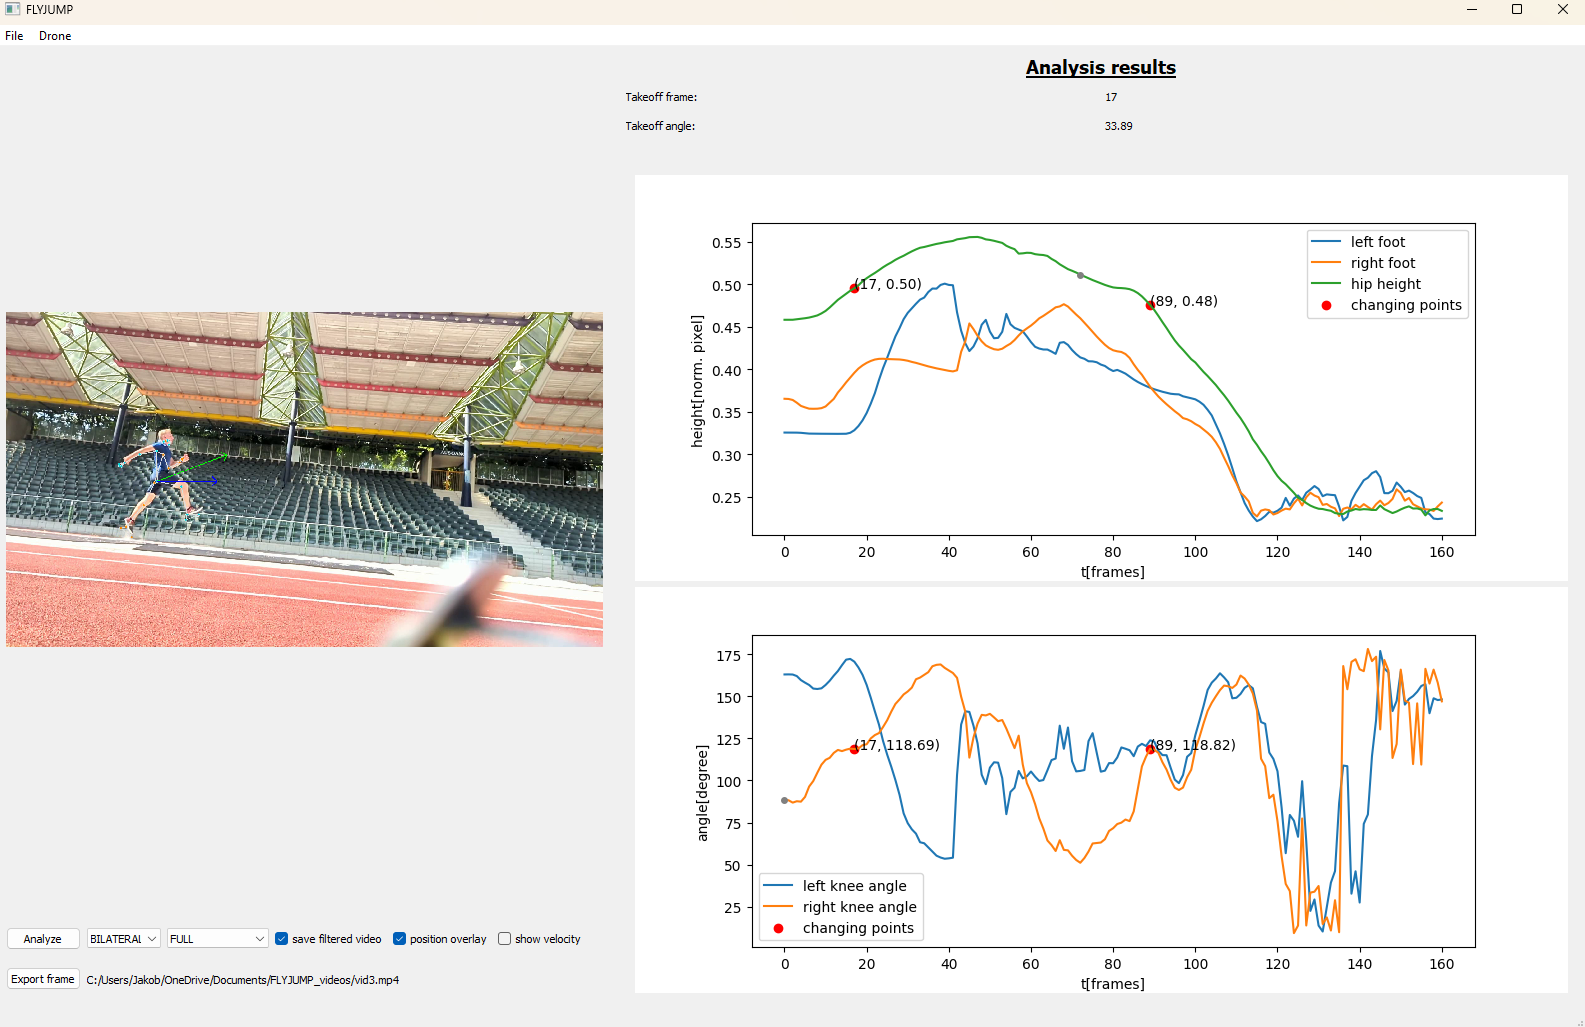 FLYJUMP
File Drone
Analysis results
Takeoff frame: 17
Takeoff angle: 33.89
0.55
0.50
0.45
0.40
0.35
0.30
0.25
height[norm. pixel]
(17, 0.50)
(89, 0.48)
left foot
right foot
hip height
changing points
0 20 40 60 80 100 120 140 160
t[frames]
175
150
125
100
75
50
25
angle[degree]
(17, 118.69)
(89, 118.82)
left knee angle
right knee angle
changing points
0 20 40 60 80 100 120 140 160
t[frames]
Analyze BILATERAL FULL save filtered video position overlay show velocity
Export frame C:/Users/Jakob/OneDrive/Documents/FLYJUMP_videos/vid3.mp4